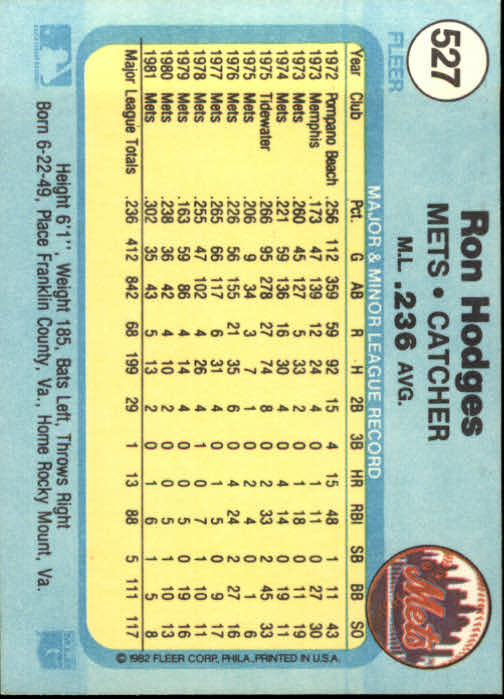 527
FLEER
Ron Hodges
METS • CATCHER
M.L .236 AVG.
Mets
MAJOR & MINOR LEAGUE RECORD
Year Club Pct. G AB R H 2B 3B HR RBI SB BB SO
1972 Pompano Beach .256 112 359 59 92 15 4 15 48 1 43
1973 Memphis .173 47 139 12 24 4 0 1 11 0 27 30
1973 Mets .260 45 127 5 33 2 0 1 18 0 11 19
1974 Mets .221 59 136 16 30 4 0 4 14 0 19 11
1975 Tidewater .266 95 278 27 74 8 0 2 33 2 45 33
1975 Mets .206 9 34 3 7 1 0 2 4 0 1 6
1976 Mets .226 56 155 21 35 6 0 4 24 2 27 16
1977 Mets .265 66 117 6 31 4 0 1 5 0 9 17
1978 Mets .255 47 102 4 26 4 1 0 7 1 10 11
1979 Mets .163 59 86 4 14 4 0 0 5 0 19 16
1980 Mets .238 36 42 4 10 2 0 0 5 1 10 13
1981 Mets .302 35 43 5 13 2 0 1 6 1 5 8
Major League Totals .236 412 842 68 199 29 1 13 88 5 111 117
© 1982 FLEER CORP., PHILA., PRINTED IN U.S.A.
Height 6'1", Weight 185, Bats Left, Throws Right
Born 6-22-49, Place Franklin County, Va., Home Rocky Mount, Va.